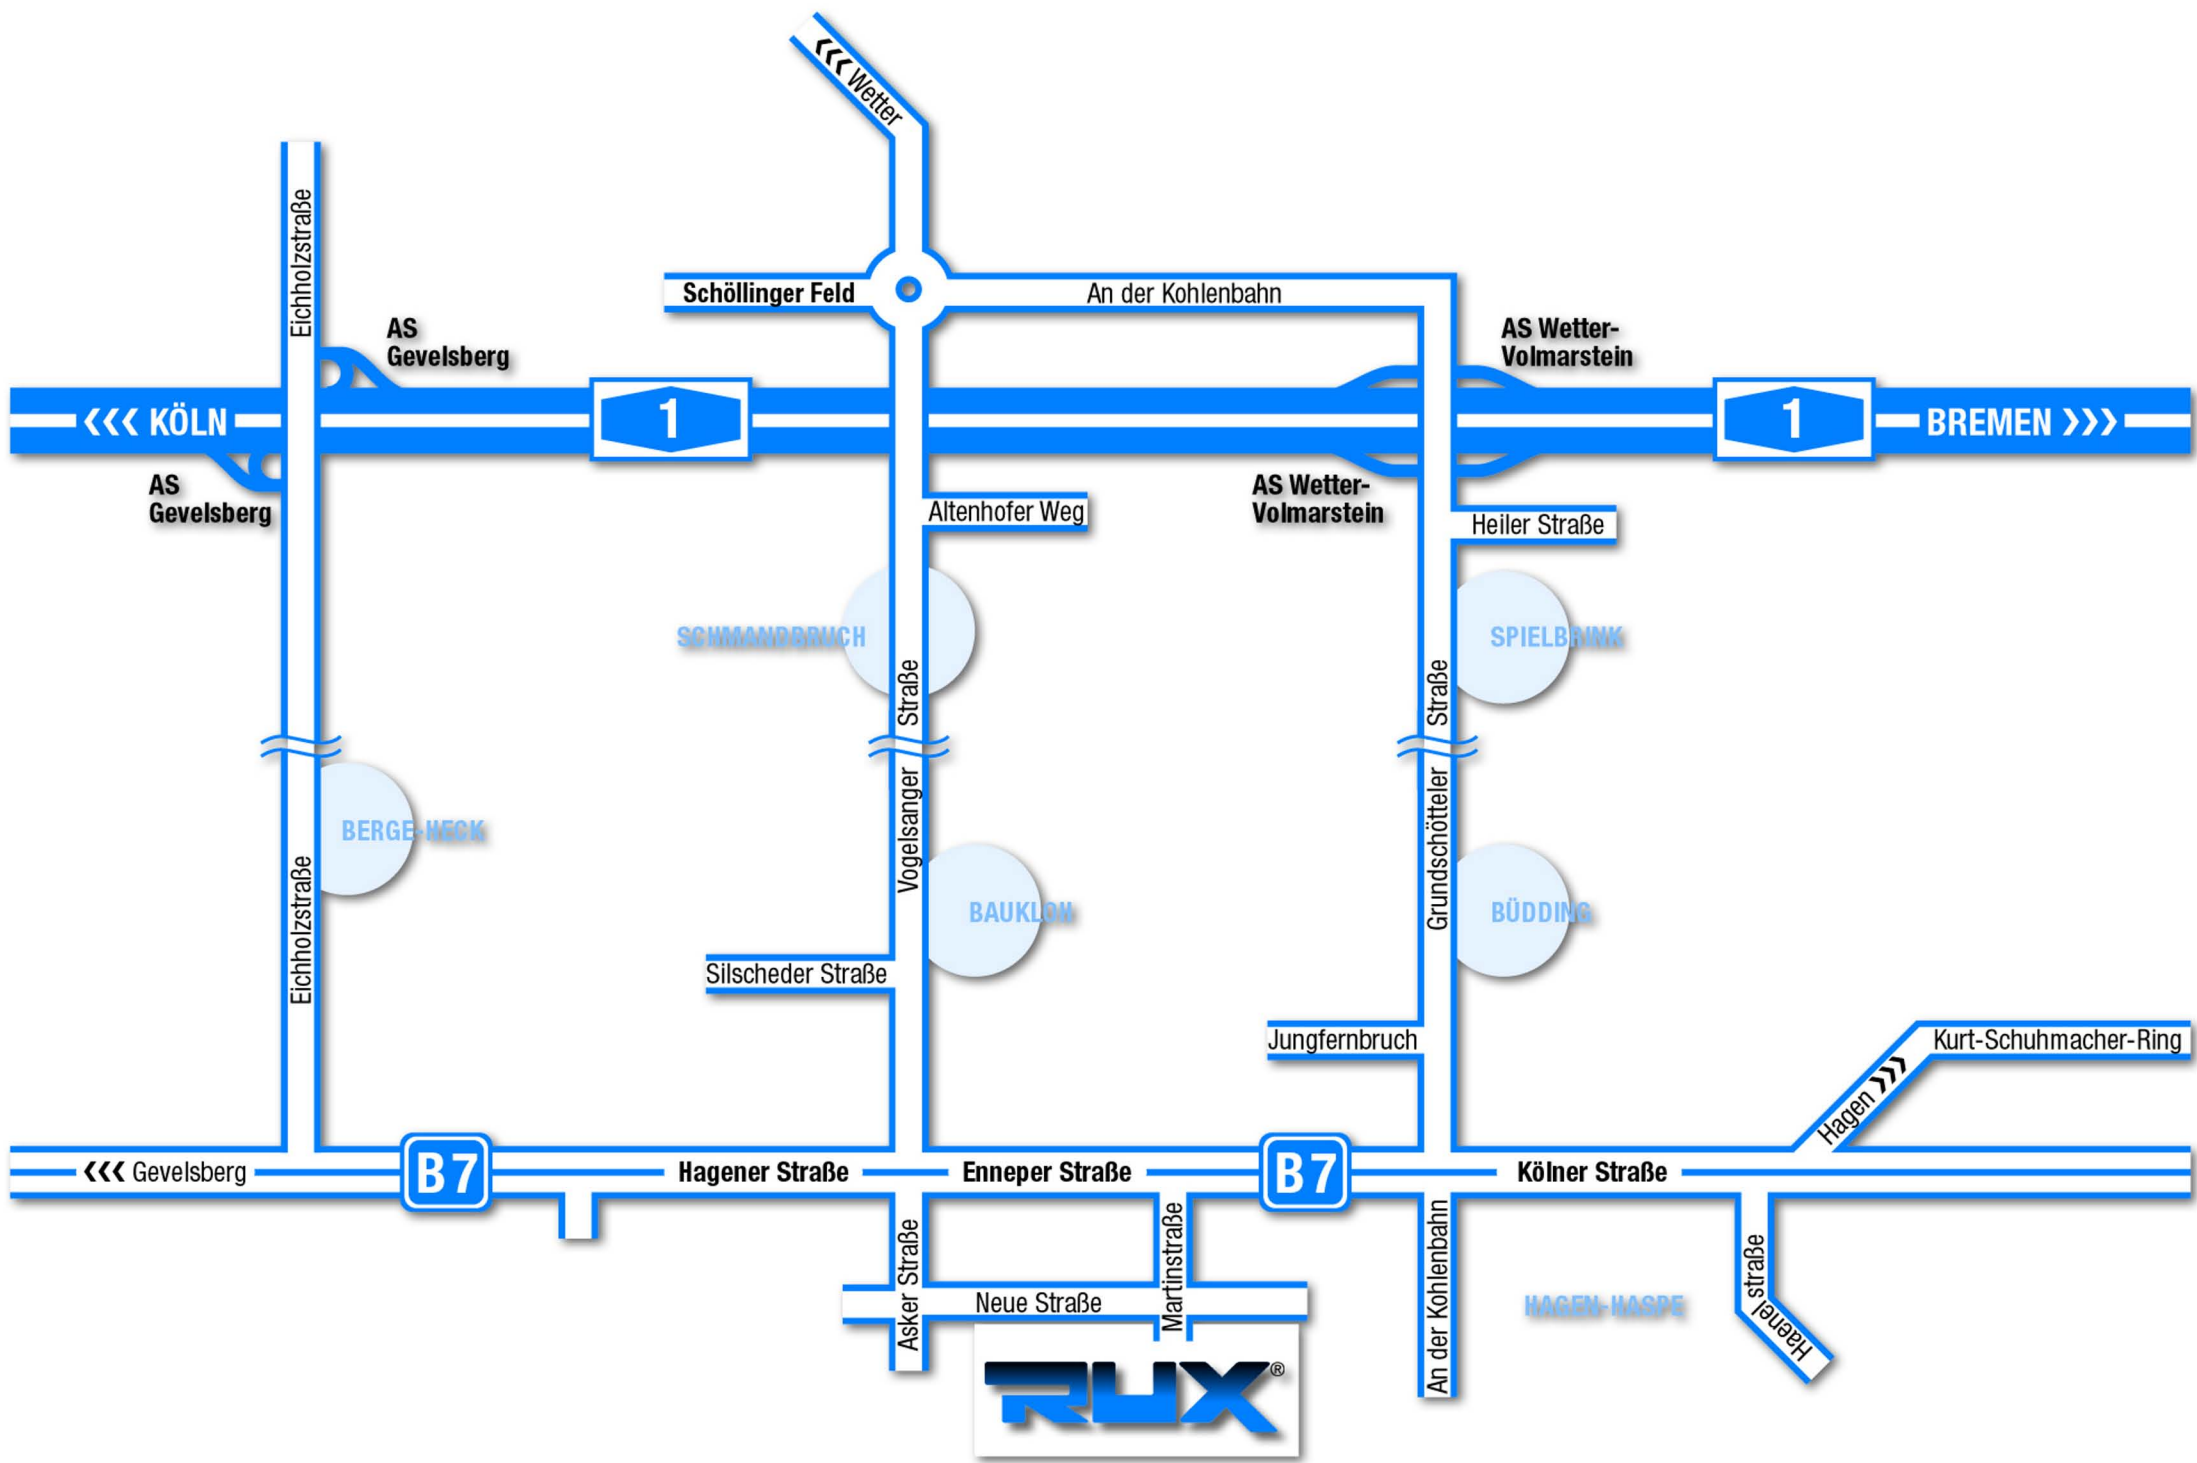 ‹‹‹ Wetter
Eichholzstraße
Schöllinger Feld
An der Kohlenbahn
AS
Gevelsberg
AS Wetter-
Volmarstein
‹‹‹ KÖLN
1
1
BREMEN ›››
AS
Gevelsberg
AS Wetter-
Volmarstein
Altenhofer Weg
Heiler Straße
SCHMANDBRUCH
SPIELBRINK
Vogelsanger Straße
Grundschötteler Straße
BERGE-HECK
Eichholzstraße
BAUKLOH
BÜDDING
Silscheder Straße
Jungfernbruch
Kurt-Schuhmacher-Ring
Hagen ›››
‹‹‹ Gevelsberg
B7
Hagener Straße
Enneper Straße
B7
Kölner Straße
Asker Straße
Martinstraße
An der Kohlenbahn
Haenel straße
Neue Straße
HAGEN-HASPE
RUX®